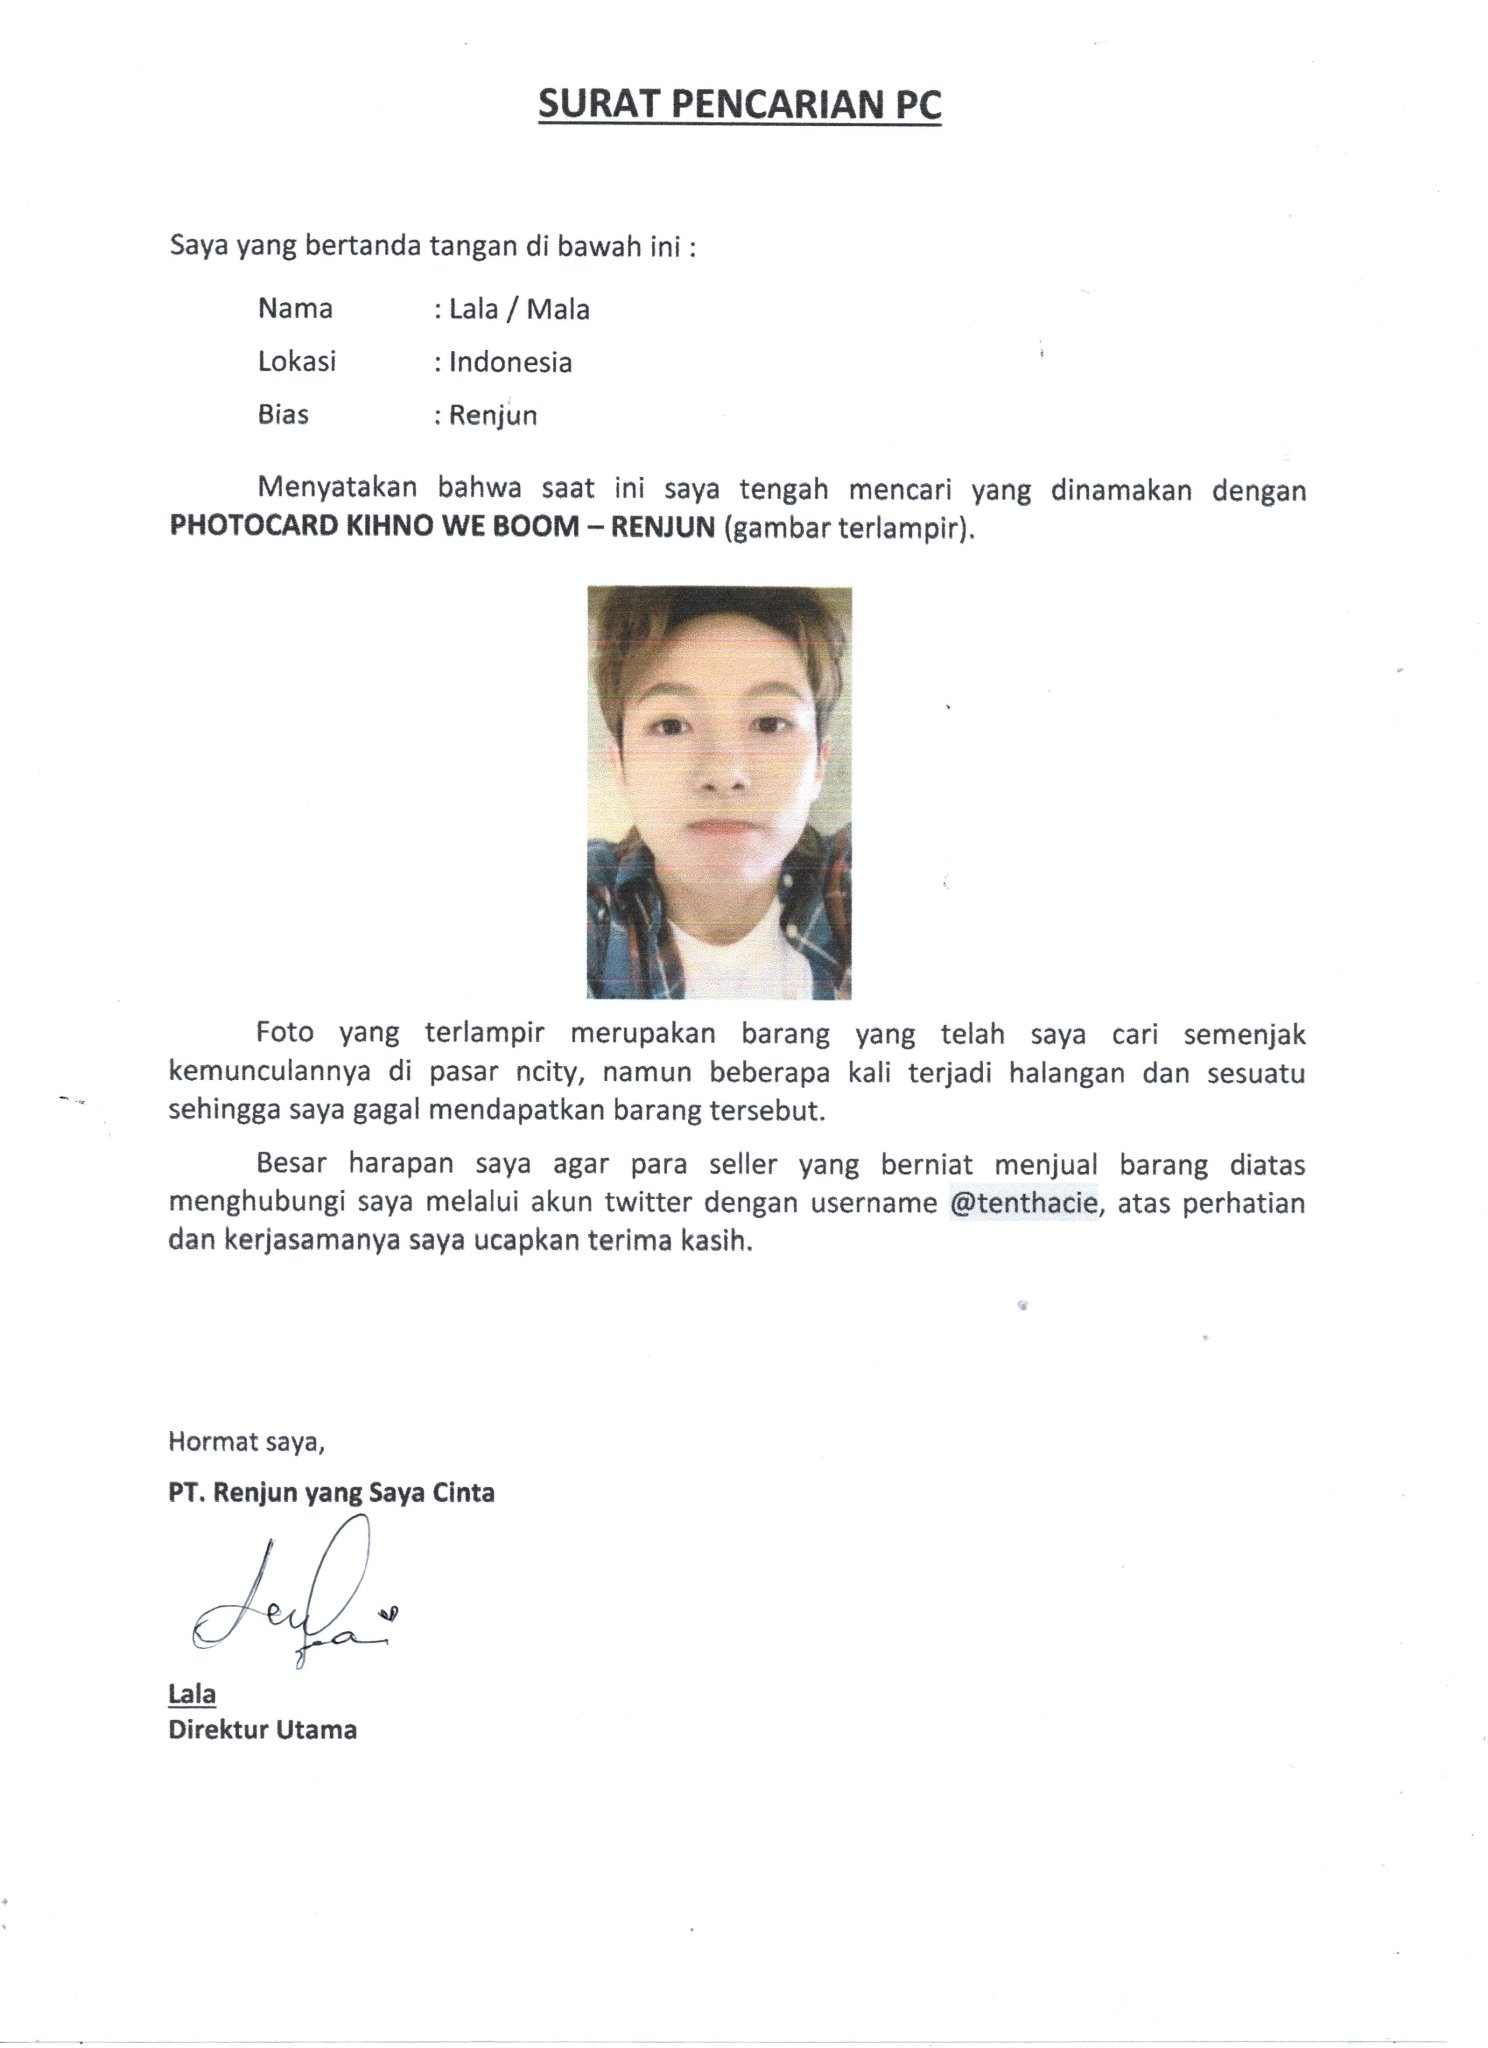 SURAT PENCARIAN PC
Saya yang bertanda tangan di bawah ini :
Nama : Lala / Mala
Lokasi : Indonesia
Bias : Renjun
Menyatakan bahwa saat ini saya tengah mencari yang dinamakan dengan
PHOTOCARD KIHNO WE BOOM – RENJUN (gambar terlampir).
Foto yang terlampir merupakan barang yang telah saya cari semenjak
kemunculannya di pasar ncity, namun beberapa kali terjadi halangan dan sesuatu
sehingga saya gagal mendapatkan barang tersebut.
Besar harapan saya agar para seller yang berniat menjual barang diatas
menghubungi saya melalui akun twitter dengan username @tenthacie, atas perhatian
dan kerjasamanya saya ucapkan terima kasih.
Hormat saya,
PT. Renjun yang Saya Cinta
Lala
Direktur Utama